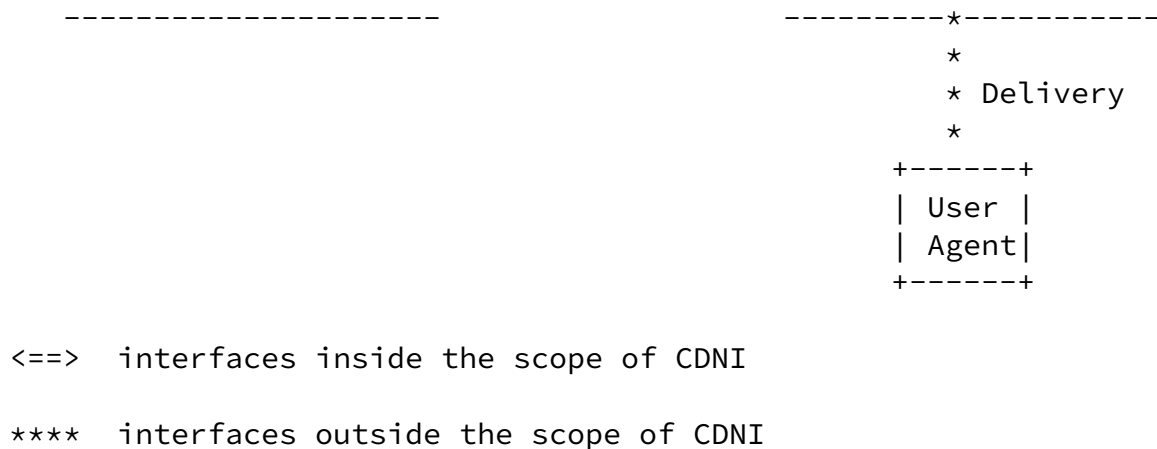 --------------------- ---------*-----------
*
* Delivery
*
+------+
| User |
| Agent|
+------+
<==> interfaces inside the scope of CDNI
**** interfaces outside the scope of CDNI